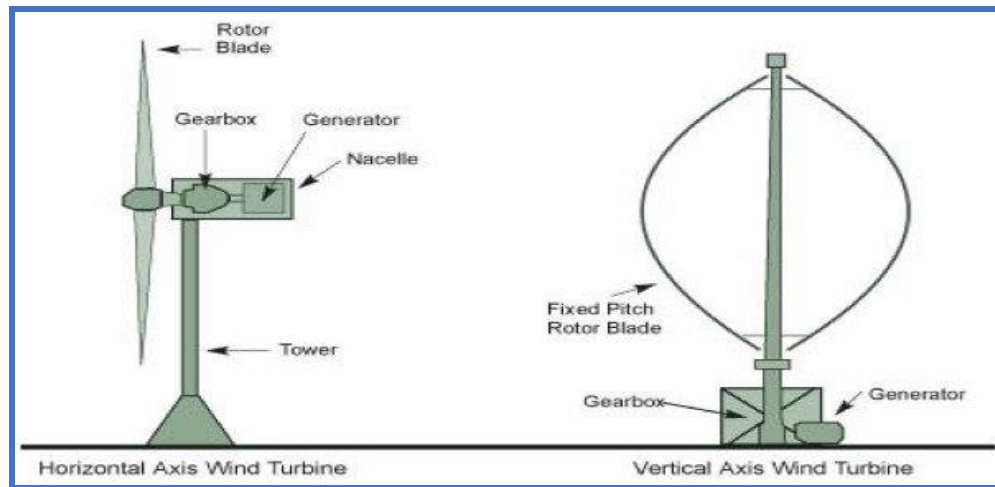 Rotor
Blade
Gearbox
Generator
Nacelle
Tower
Horizontal Axis Wind Turbine
Fixed Pitch
Rotor Blade
Gearbox
Generator
Vertical Axis Wind Turbine